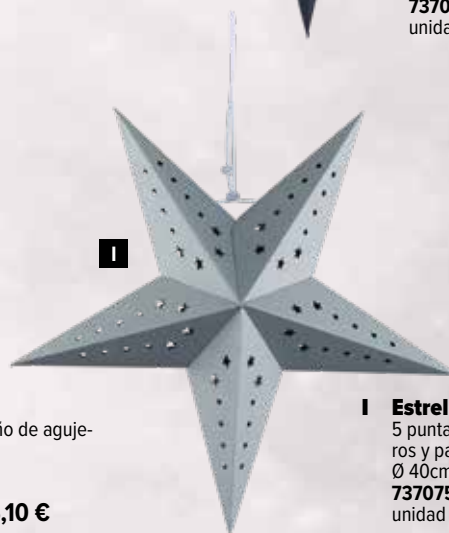 7370
unida
I
ño de aguje-
,10 €
I Estrel
5 punta
ros y pa
Ø 40cm
737075
unidad